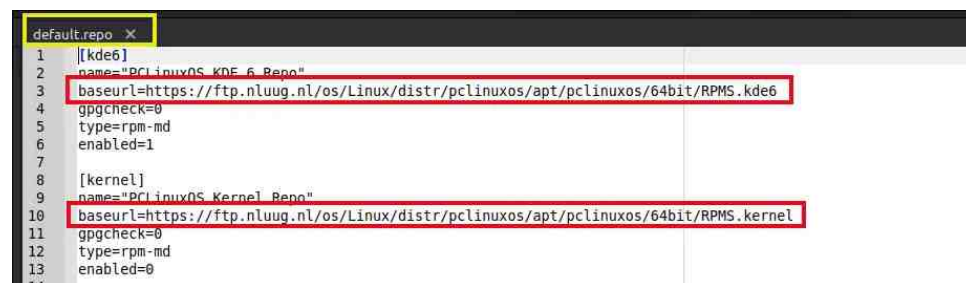 default.repo ×
1 [kde6]
2 name="PCLinuxOS KDE 6 Repo"
3 baseurl=https://ftp.nluug.nl/os/Linux/distr/pclinuxos/apt/pclinuxos/64bit/RPMS.kde6
4 gpgcheck=0
5 type=rpm-md
6 enabled=1
7
8 [kernel]
9 name="PCLinuxOS Kernel Repo"
10 baseurl=https://ftp.nluug.nl/os/Linux/distr/pclinuxos/apt/pclinuxos/64bit/RPMS.kernel
11 gpgcheck=0
12 type=rpm-md
13 enabled=0